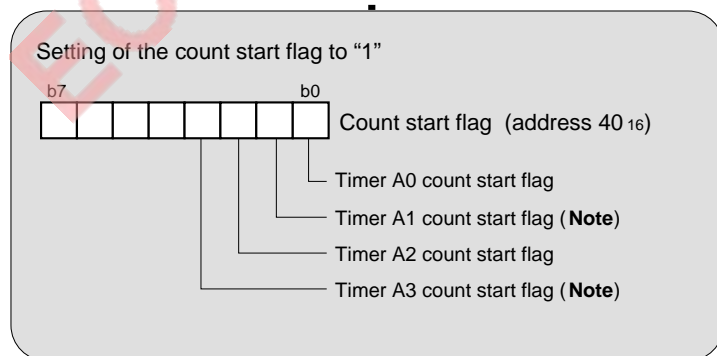 Setting of the count start flag to “1”
b7 b0
Count start flag (address 40 16)
Timer A0 count start flag
Timer A1 count start flag (Note)
Timer A2 count start flag
Timer A3 count start flag (Note)